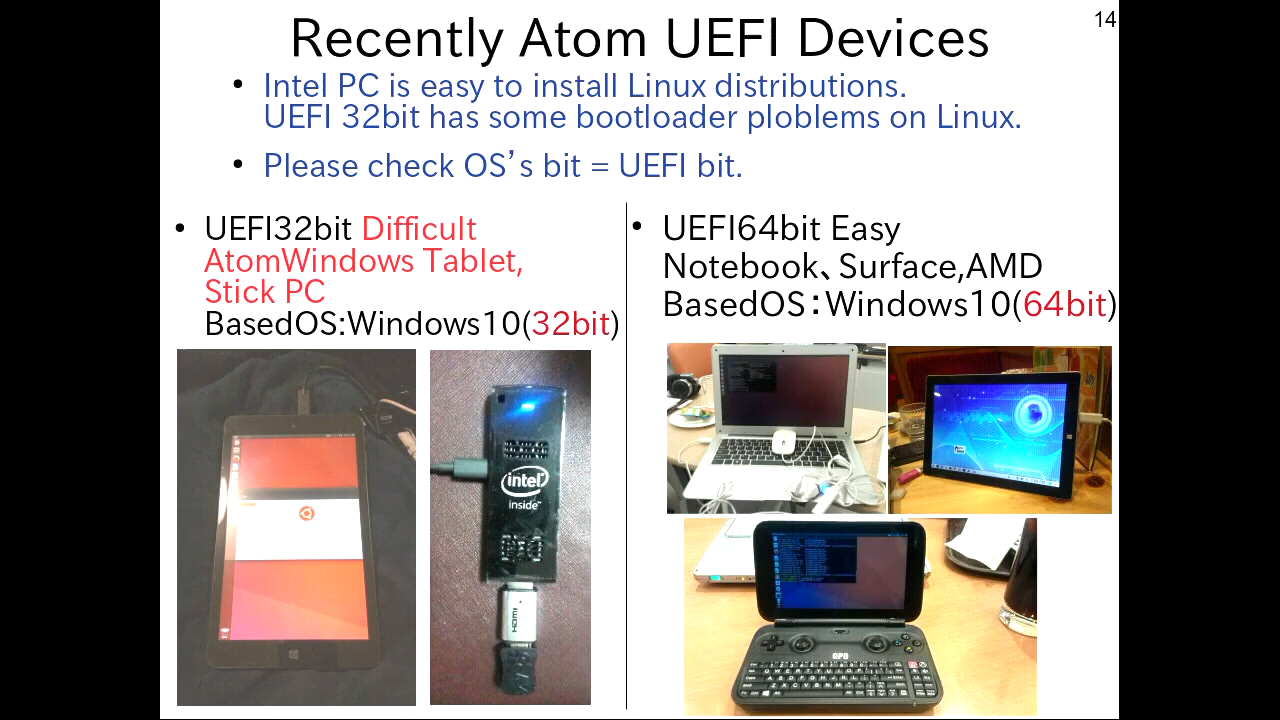 14
Recently Atom UEFI Devices
• Intel PC is easy to install Linux distributions.
UEFI 32bit has some bootloader ploblems on Linux.
• Please check OS’s bit = UEFI bit.
• UEFI32bit Difficult
AtomWindows Tablet,
Stick PC
BasedOS:Windows10(32bit)
• UEFI64bit Easy
Notebook、Surface,AMD
BasedOS：Windows10(64bit)
intel
inside™
HDMI
GPD